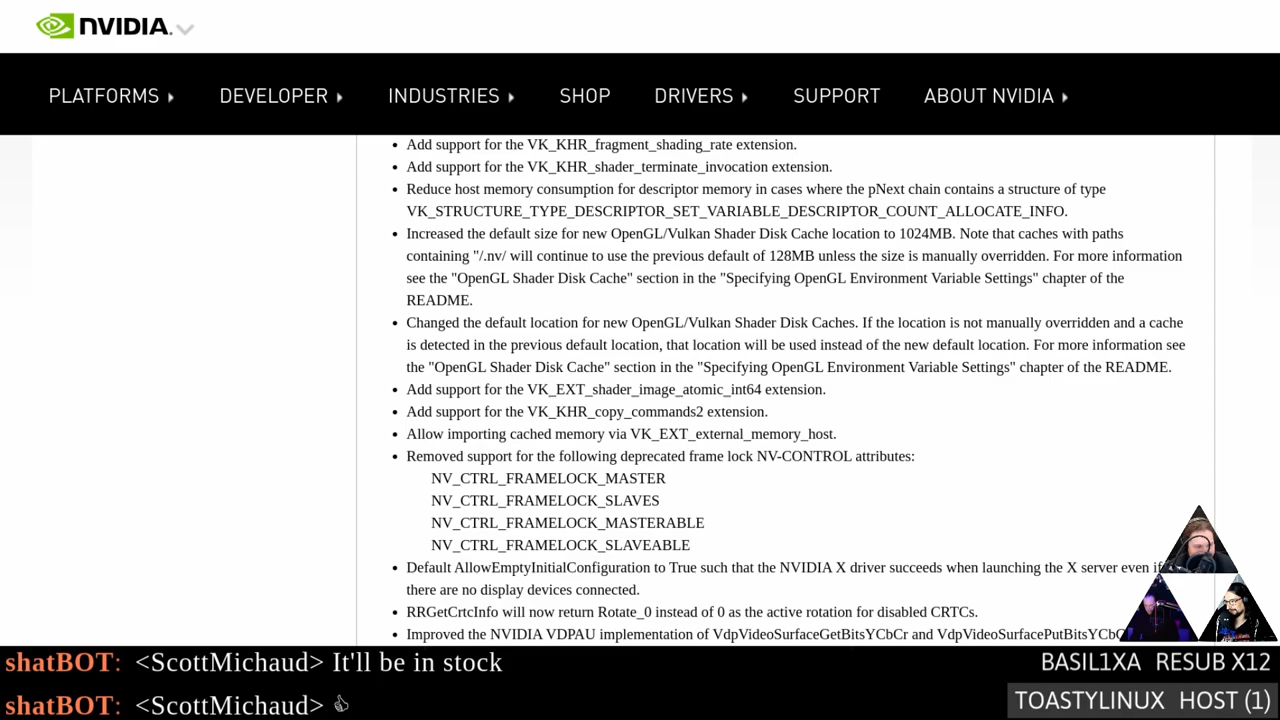 NVIDIA.
PLATFORMS DEVELOPER INDUSTRIES SHOP DRIVERS SUPPORT ABOUT NVIDIA
Add support for the VK_KHR_fragment_shading_rate extension.
Add support for the VK_KHR_shader_terminate_invocation extension.
Reduce host memory consumption for descriptor memory in cases where the pNext chain contains a structure of type
VK_STRUCTURE_TYPE_DESCRIPTOR_SET_VARIABLE_DESCRIPTOR_COUNT_ALLOCATE_INFO.
Increased the default size for new OpenGL/Vulkan Shader Disk Cache location to 1024MB. Note that caches with paths
containing "/.nv/ will continue to use the previous default of 128MB unless the size is manually overridden. For more information
see the "OpenGL Shader Disk Cache" section in the "Specifying OpenGL Environment Variable Settings" chapter of the
README.
Changed the default location for new OpenGL/Vulkan Shader Disk Caches. If the location is not manually overridden and a cache
is detected in the previous default location, that location will be used instead of the new default location. For more information see
the "OpenGL Shader Disk Cache" section in the "Specifying OpenGL Environment Variable Settings" chapter of the README.
Add support for the VK_EXT_shader_image_atomic_int64 extension.
Add support for the VK_KHR_copy_commands2 extension.
Allow importing cached memory via VK_EXT_external_memory_host.
Removed support for the following deprecated frame lock NV-CONTROL attributes:
NV_CTRL_FRAMELOCK_MASTER
NV_CTRL_FRAMELOCK_SLAVES
NV_CTRL_FRAMELOCK_MASTERABLE
NV_CTRL_FRAMELOCK_SLAVEABLE
Default AllowEmptyInitialConfiguration to True such that the NVIDIA X driver succeeds when launching the X server even if
there are no display devices connected.
RRGetCrtcInfo will now return Rotate_0 instead of 0 as the active rotation for disabled CRTCs.
Improved the NVIDIA VDPAU implementation of VdpVideoSurfaceGetBitsYCbCr and
shatBOT: <ScottMichaud> It'll be in stock
BASIL1XA RESUB X12
shatBOT: <ScottMichaud> 👍
TOASTYLINUX HOST (1)